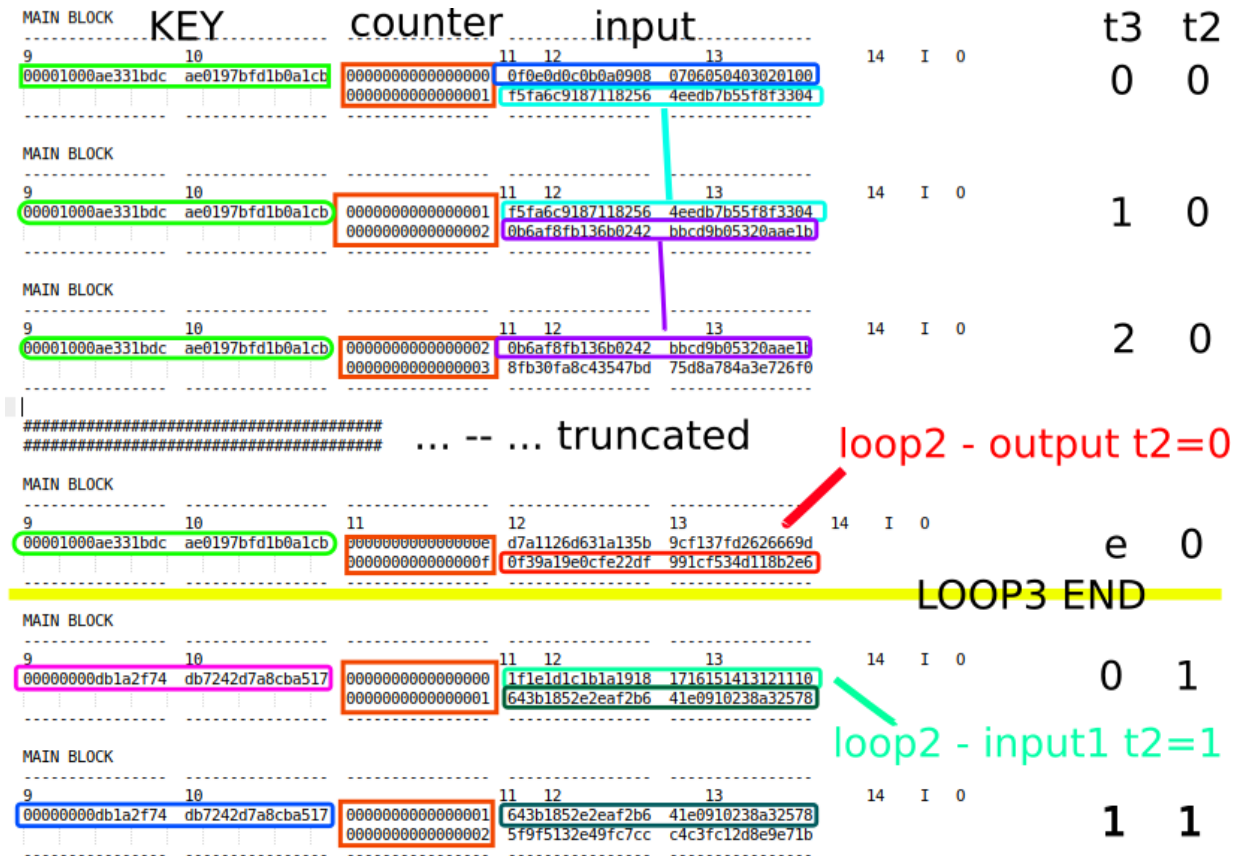 MAIN BLOCK KEY counter input t3 t2
---------------- ---------------- ---------------- ---------------- ----------------
9 10 11 12 13 14 I O
00001000ae331bdc ae0197bfd1b0a1cb 0000000000000000 0f0e0d0c0b0a0908 0706050403020100 0 0
0000000000000001 f5fa6c9187118256 4eedb7b55f8f3304
---------------- ---------------- ---------------- ---------------- ----------------
MAIN BLOCK
---------------- ---------------- ---------------- ---------------- ----------------
9 10 11 12 13 14 I O
00001000ae331bdc ae0197bfd1b0a1cb 0000000000000001 f5fa6c9187118256 4eedb7b55f8f3304 1 0
0000000000000002 0b6af8fb136b0242 bbcd9b05320aae1b
---------------- ---------------- ---------------- ---------------- ----------------
MAIN BLOCK
---------------- ---------------- ---------------- ---------------- ----------------
9 10 11 12 13 14 I O
00001000ae331bdc ae0197bfd1b0a1cb 0000000000000002 0b6af8fb136b0242 bbcd9b05320aae1b 2 0
0000000000000003 8fb30fa8c43547bd 75d8a784a3e726f0
---------------- ---------------- ---------------- ---------------- ----------------
########################################
######################################## ... -- ... truncated
loop2 - output t2=0
MAIN BLOCK
---------------- ---------------- ---------------- ---------------- ----------------
9 10 11 12 13 14 I O
00001000ae331bdc ae0197bfd1b0a1cb 000000000000000e d7a1126d631a135b 9cf137fd2626669d e 0
000000000000000f 0f39a19e0cfe22df 991cf534d118b2e6
---------------- ---------------- ---------------- ---------------- ----------------
LOOP3 END
MAIN BLOCK
---------------- ---------------- ---------------- ---------------- ----------------
9 10 11 12 13 14 I O
00000000db1a2f74 db7242d7a8cba517 0000000000000000 1f1e1d1c1b1a1918 1716151413121110 0 1
0000000000000001 643b1852e2eaf2b6 41e0910238a32578
---------------- ---------------- ---------------- ---------------- ----------------
loop2 - input1 t2=1
MAIN BLOCK
---------------- ---------------- ---------------- ---------------- ----------------
9 10 11 12 13 14 I O
00000000db1a2f74 db7242d7a8cba517 0000000000000001 643b1852e2eaf2b6 41e0910238a32578 1 1
0000000000000002 5f9f5132e49fc7cc c4c3fc12d8e9e71b
---------------- ---------------- ---------------- ---------------- ----------------